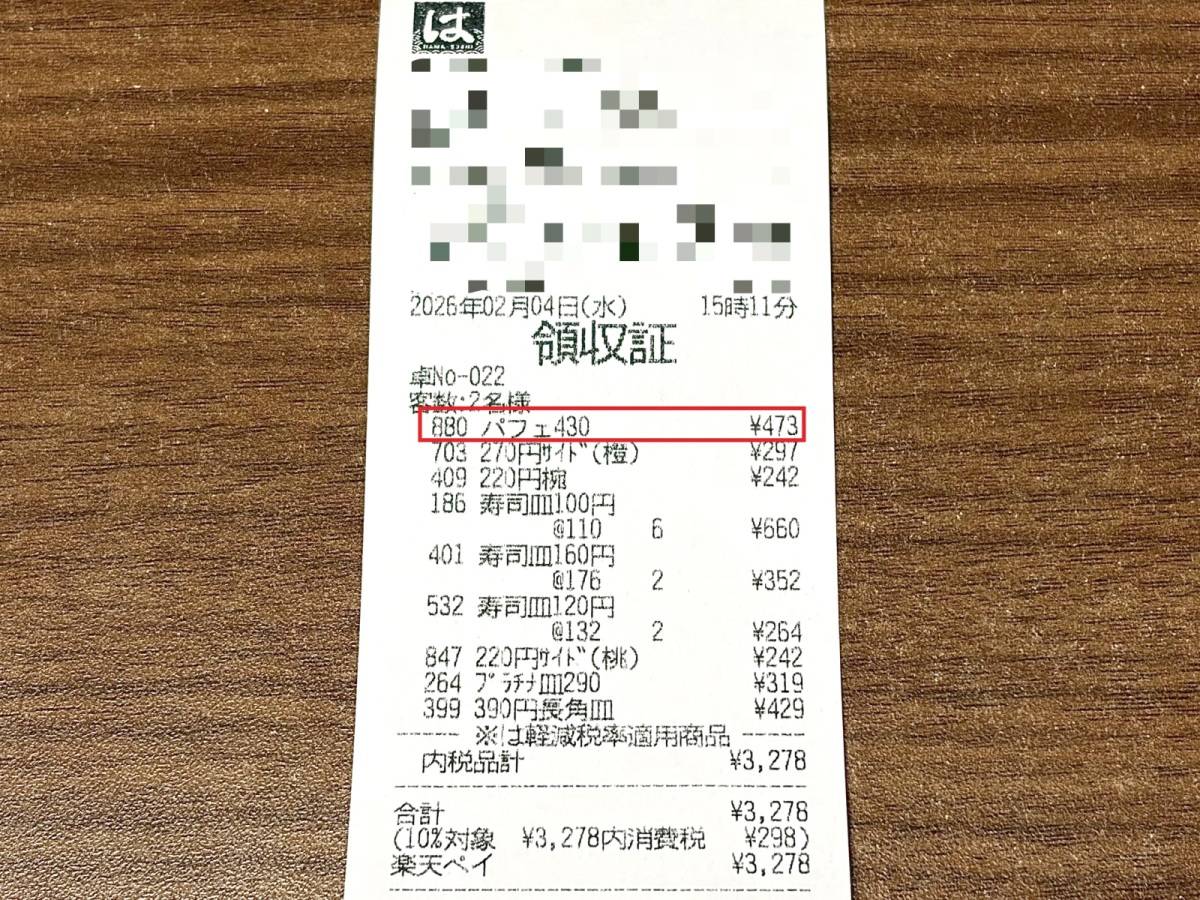 は
HAMA-SUSHI
2026年02月04日(水) 15時11分
領収証
卓No-022
客数:2名様
880 パフェ430 ¥473
703 270円ｻｲﾄﾞ(橙) ¥297
409 220円椀 ¥242
186 寿司皿100円
@110 6 ¥660
401 寿司皿160円
@176 2 ¥352
532 寿司皿120円
@132 2 ¥264
847 220円ｻｲﾄﾞ(桃) ¥242
264 ﾌﾟﾗﾁﾅ皿290 ¥319
399 390円長角皿 ¥429
----- ※は軽減税率適用商品 -----
内税品計 ¥3,278
合計 ¥3,278
(10%対象 ¥3,278内消費税 ¥298)
楽天ペイ ¥3,278